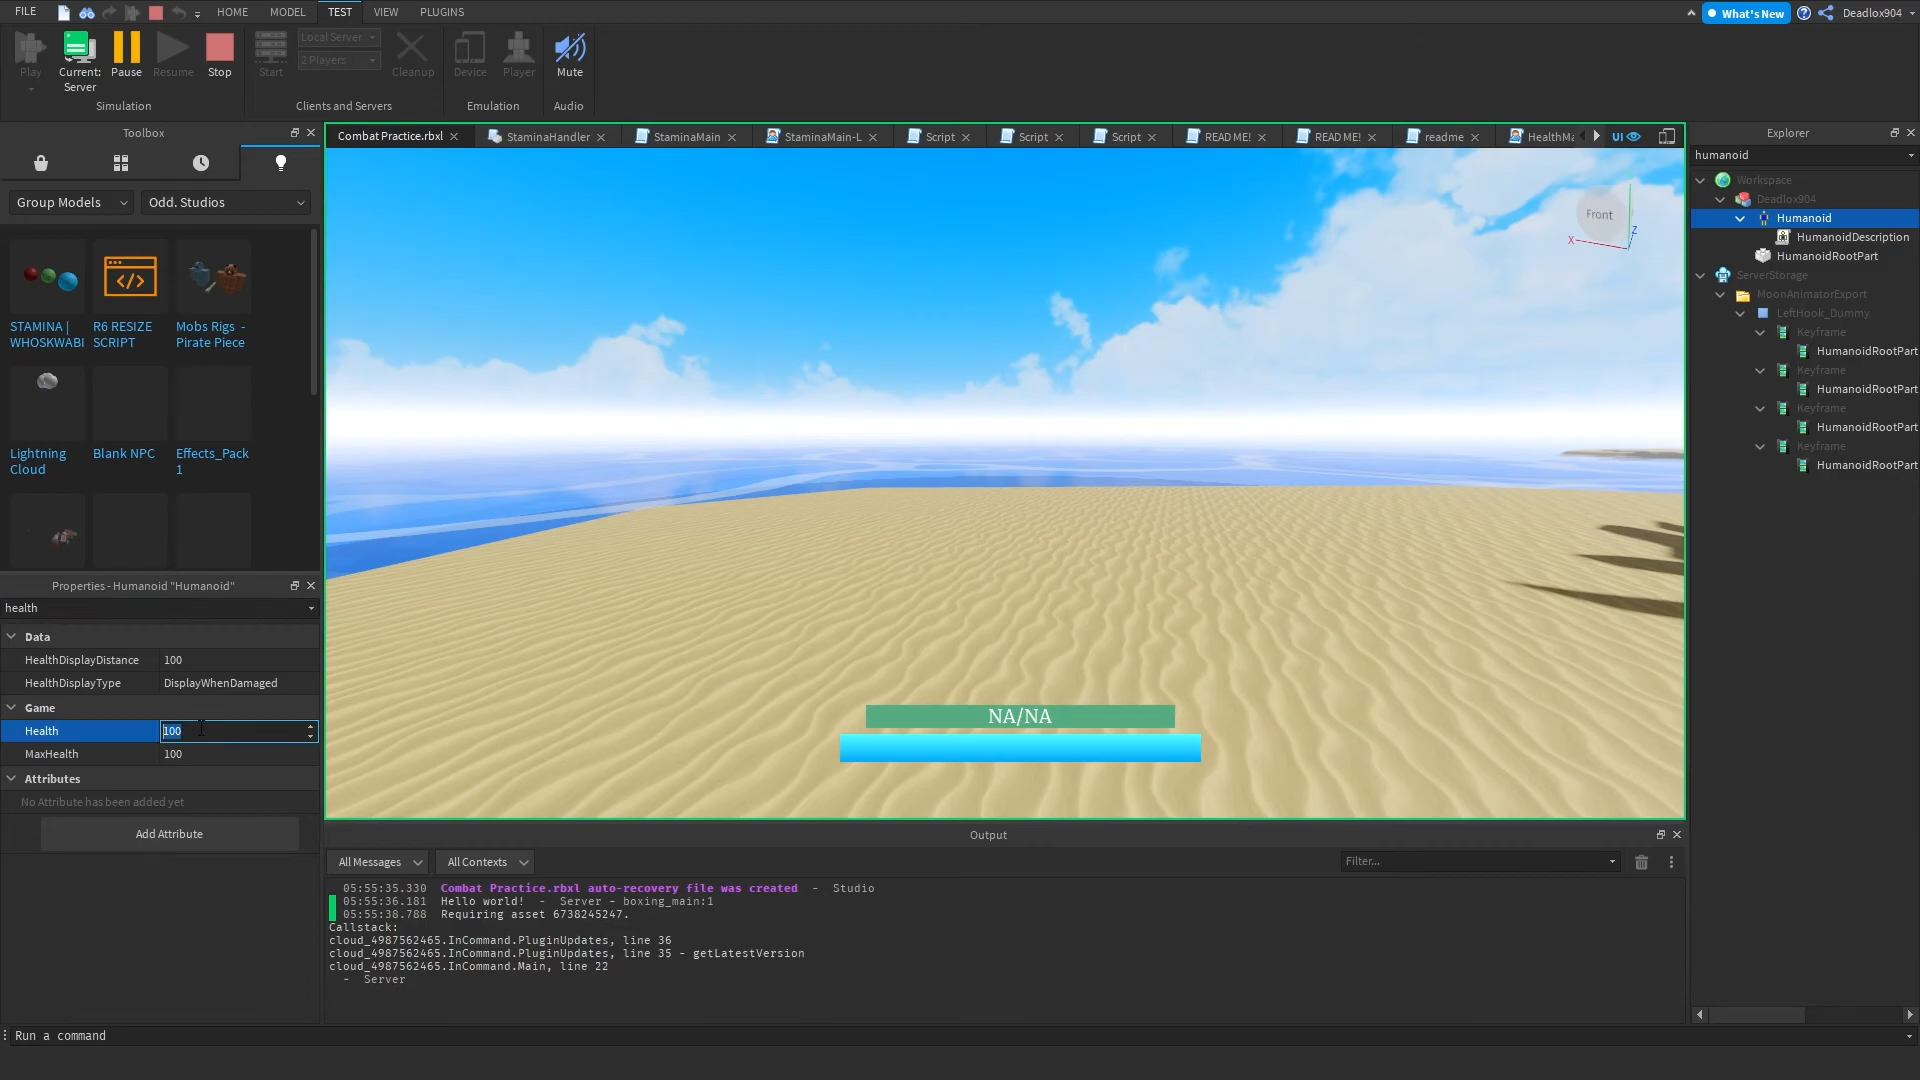 FILE
HOME
MODEL
TEST
VIEW
PLUGINS
What's New
Deadlox904
Play
Current:
Server
Pause
Resume
Stop
Simulation
Start
Local Server
2 Players
Cleanup
Clients and Servers
Device
Player
Emulation
Mute
Audio
Toolbox
Group Models
Odd. Studios
STAMINA |
WHOSKWABI
R6 RESIZE
SCRIPT
Mobs Rigs -
Pirate Piece
Lightning
Cloud
Blank NPC
Effects_Pack
1
Properties - Humanoid "Humanoid"
health
Data
HealthDisplayDistance 100
HealthDisplayType DisplayWhenDamaged
Game
Health 100
MaxHealth 100
Attributes
No Attribute has been added yet
Add Attribute
Combat Practice.rbxl
StaminaHandler
StaminaMain
StaminaMain-L
Script
Script
Script
READ ME!
READ ME!
readme
HealthMa
UI
Front
X
Z
NA/NA
Output
All Messages
All Contexts
Filter...
05:55:35.330 Combat Practice.rbxl auto-recovery file was created - Studio
05:55:36.181 Hello world! - Server - boxing_main:1
05:55:38.788 Requiring asset 6738245247.
Callstack:
cloud_4987562465.InCommand.PluginUpdates, line 36
cloud_4987562465.InCommand.PluginUpdates, line 35 - getLatestVersion
cloud_4987562465.InCommand.Main, line 22
- Server
Explorer
humanoid
Workspace
Deadlox904
Humanoid
HumanoidDescription
HumanoidRootPart
ServerStorage
MoonAnimatorExport
LeftHook_Dummy
Keyframe
HumanoidRootPart
Keyframe
HumanoidRootPart
Keyframe
HumanoidRootPart
Keyframe
HumanoidRootPart
Run a command